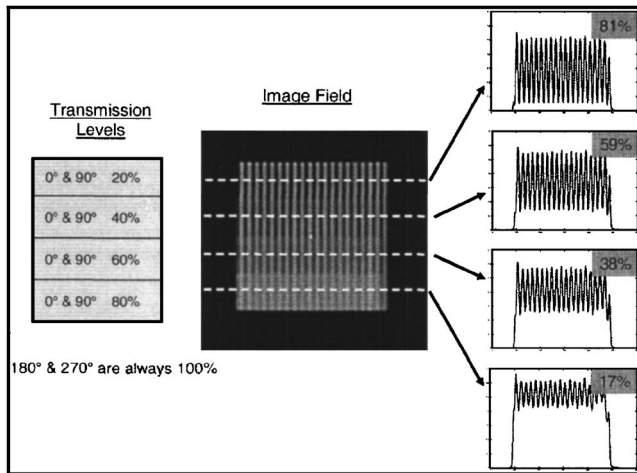 Transmission
Levels
0° & 90° 20%
0° & 90° 40%
0° & 90° 60%
0° & 90° 80%
180° & 270° are always 100%
Image Field
81%
59%
38%
17%